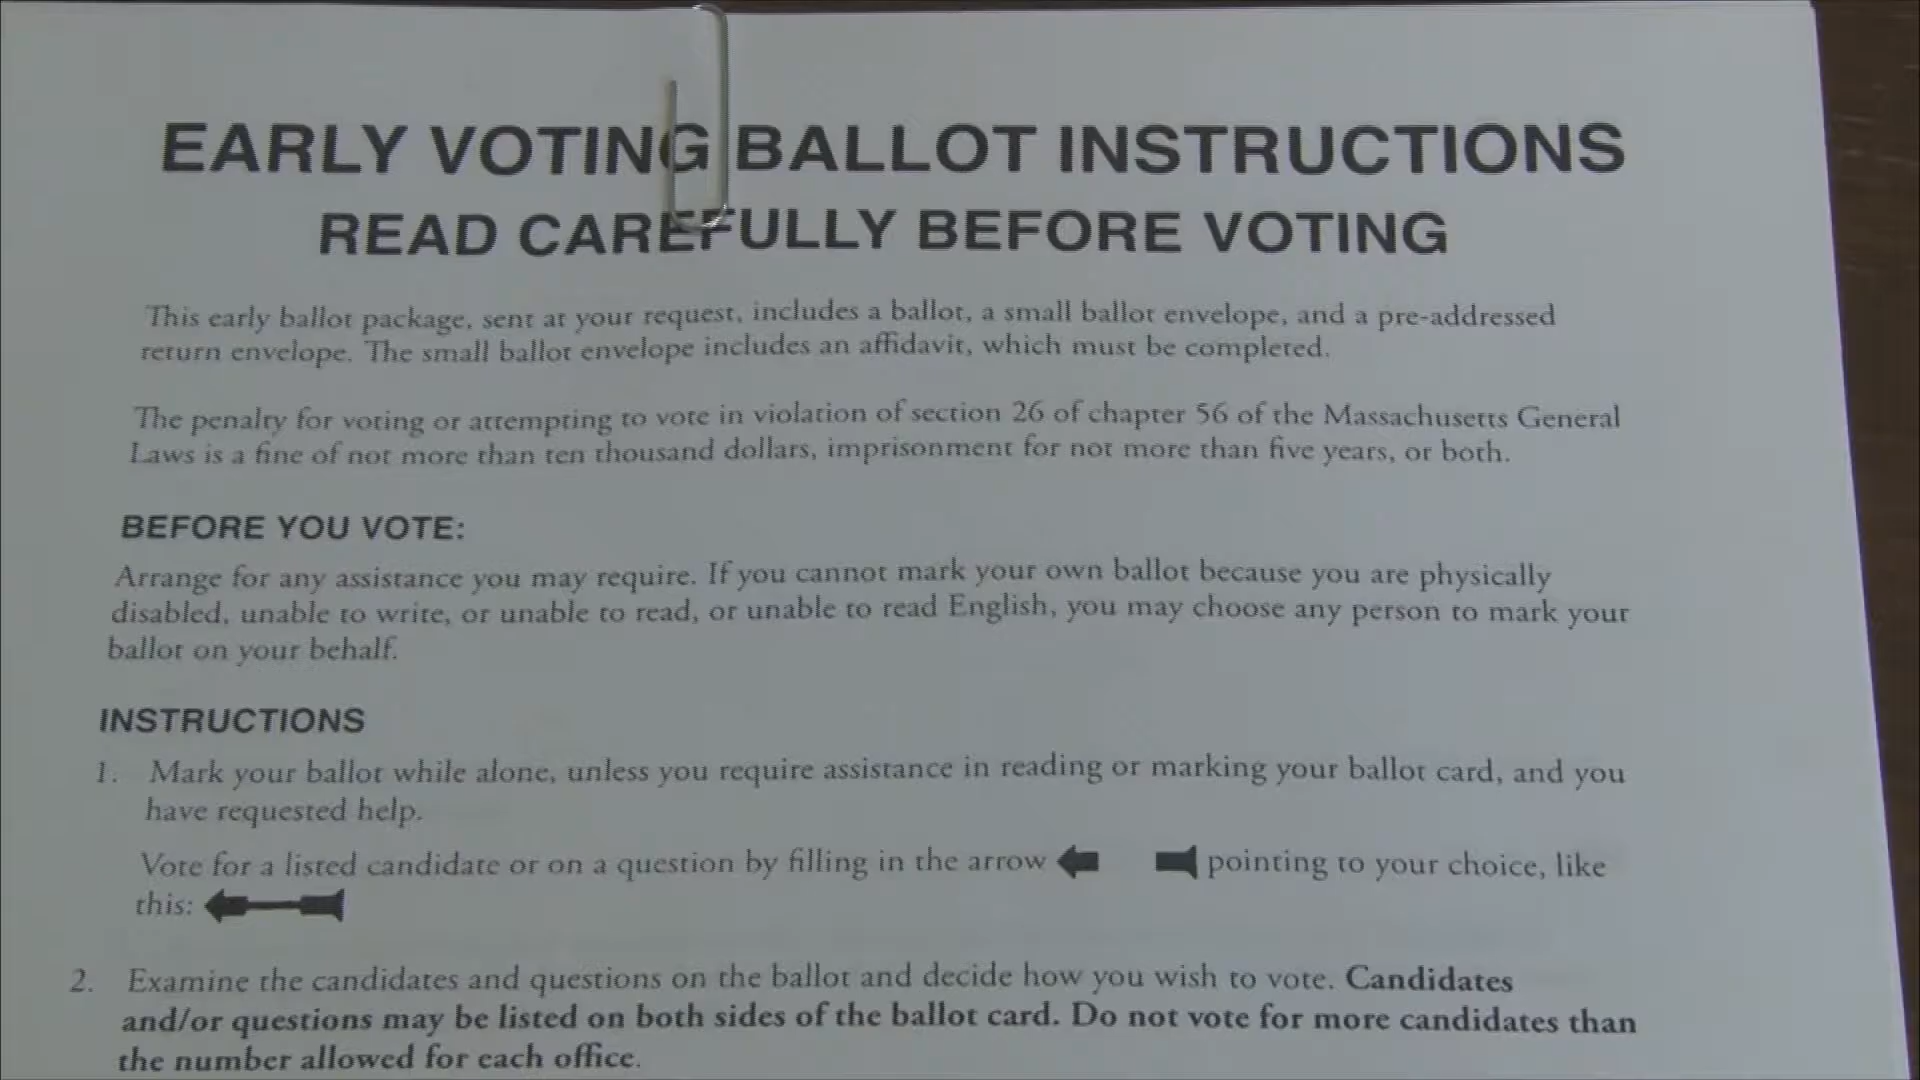 EARLY VOTING BALLOT INSTRUCTIONS
READ CAREFULLY BEFORE VOTING
This early ballot package, sent at your request, includes a ballot, a small ballot envelope, and a pre-addressed
return envelope. The small ballot envelope includes an affidavit, which must be completed.
The penalty for voting or attempting to vote in violation of section 26 of chapter 56 of the Massachusetts General
Laws is a fine of not more than ten thousand dollars, imprisonment for not more than five years, or both.
BEFORE YOU VOTE:
Arrange for any assistance you may require. If you cannot mark your own ballot because you are physically
disabled, unable to write, or unable to read, or unable to read English, you may choose any person to mark your
ballot on your behalf.
INSTRUCTIONS
1. Mark your ballot while alone, unless you require assistance in reading or marking your ballot card, and you
have requested help.
Vote for a listed candidate or on a question by filling in the arrow pointing to your choice, like
this:
2. Examine the candidates and questions on the ballot and decide how you wish to vote. Candidates
and/or questions may be listed on both sides of the ballot card. Do not vote for more candidates than
the number allowed for each office.